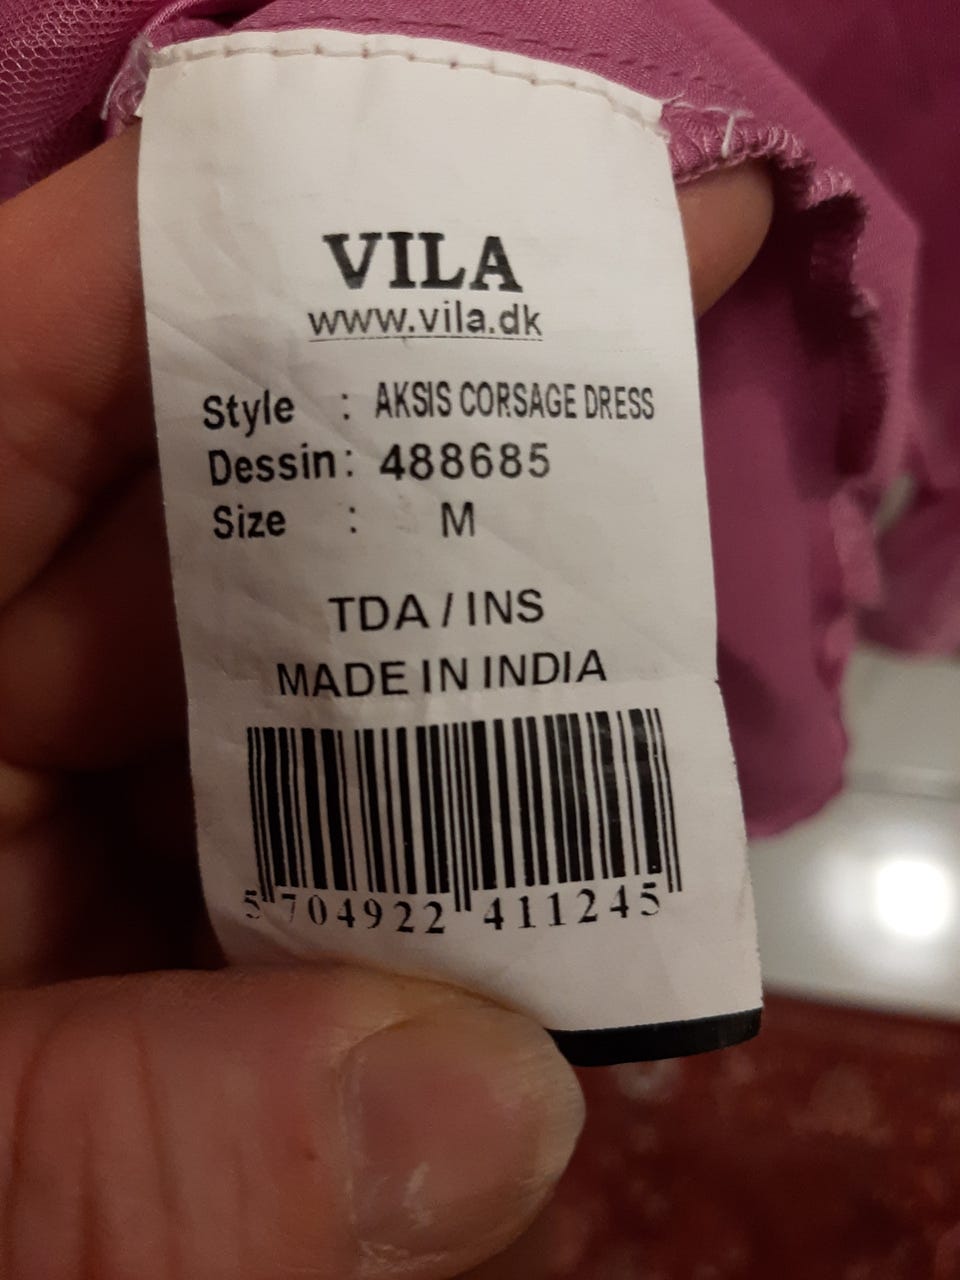 VILA
www.vila.dk
Style : AKSIS CORSAGE DRESS
Dessin : 488685
Size : M
TDA / INS
MADE IN INDIA
5 704922 411245